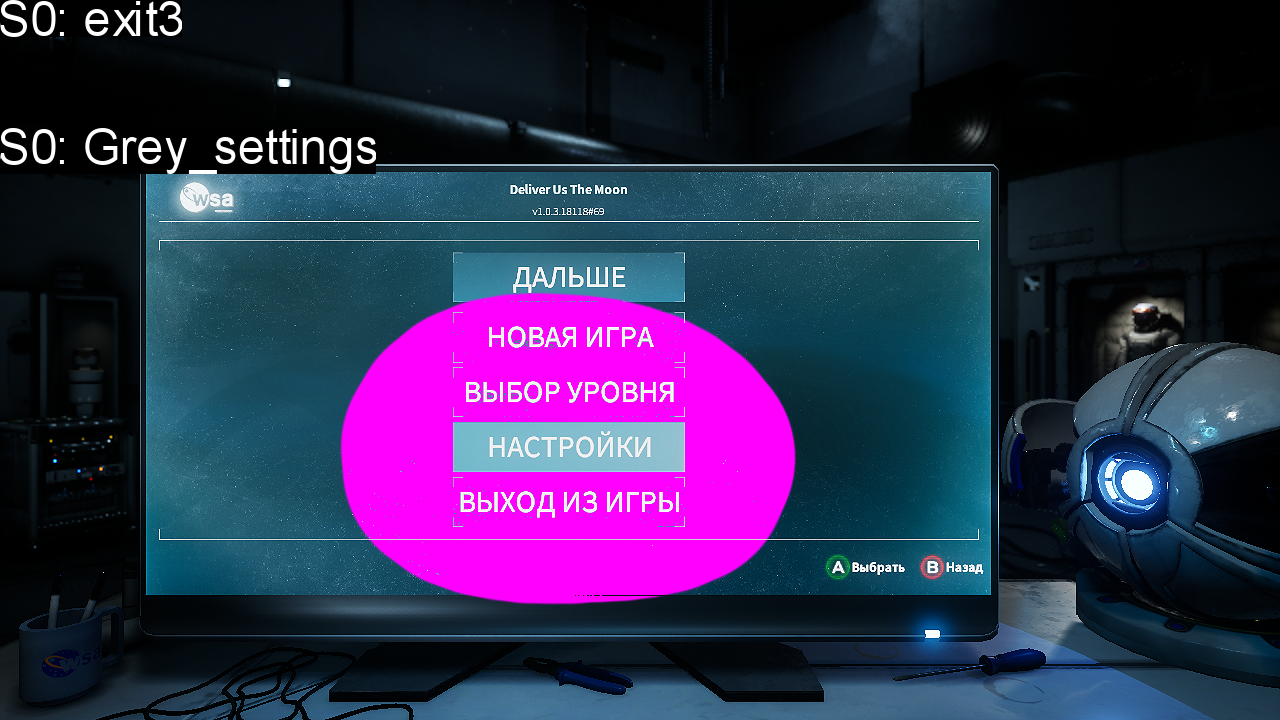 S0: exit3
S0: Grey_settings
wsa
Deliver Us The Moon
v1.0.3.18118#69
ДАЛЬШЕ
НОВАЯ ИГРА
ВЫБОР УРОВНЯ
НАСТРОЙКИ
ВЫХОД ИЗ ИГРЫ
A Выбрать B Назад
wsa